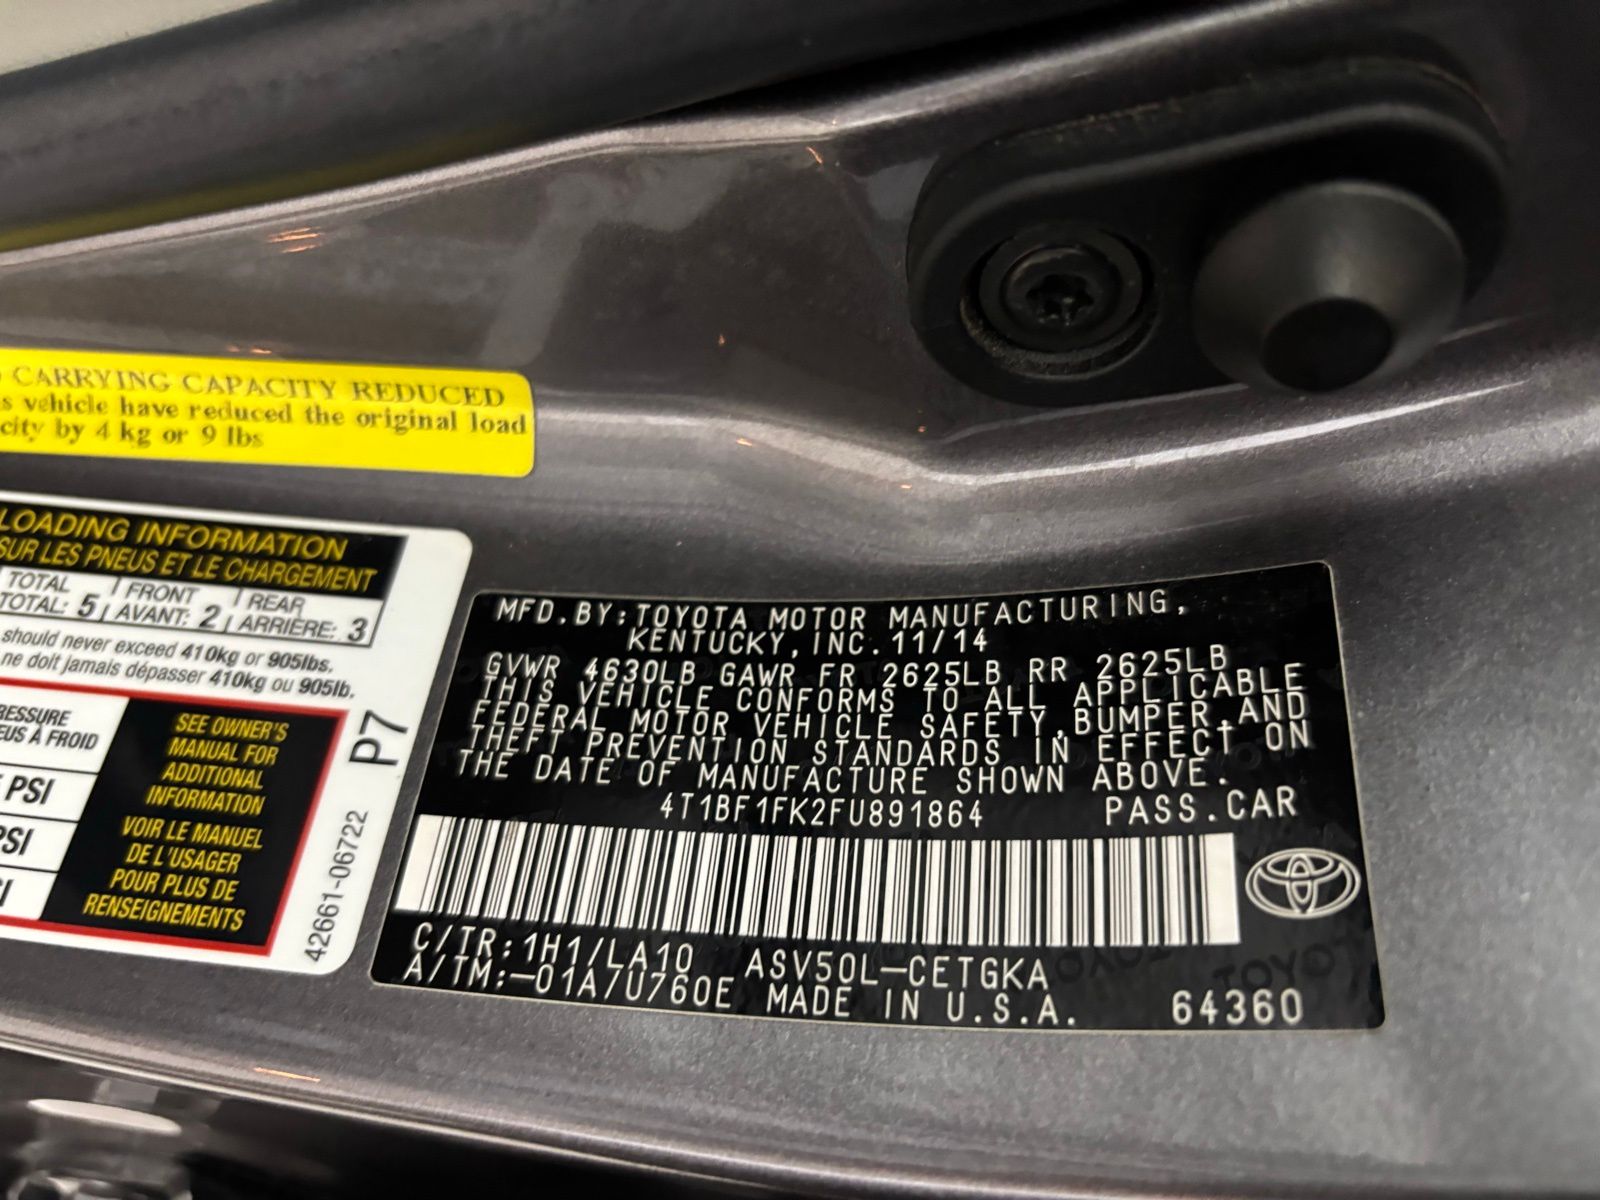 CARRYING CAPACITY REDUCED
vehicle have reduced the original load
by 4 kg or 9 lbs
LOADING INFORMATION
SUR LES PNEUS ET LE CHARGEMENT
TOTAL FRONT REAR
TOTAL: 5 AVANT: 2 ARRIÈRE: 3
should never exceed 410kg or 905lbs.
ne doit jamais dépasser 410kg ou 905lb.
À FROID
PSI
SEE OWNER'S
MANUAL FOR
ADDITIONAL
INFORMATION
VOIR LE MANUEL
DE L'USAGER
POUR PLUS DE
RENSEIGNEMENTS
P7
42661-06722
MFD.BY:TOYOTA MOTOR MANUFACTURING,
KENTUCKY,INC.11/14
GVWR 4630LB GAWR FR 2625LB RR 2625LB
THIS VEHICLE CONFORMS TO ALL APPLICABLE
FEDERAL MOTOR VEHICLE SAFETY,BUMPER,AND
THEFT PREVENTION STANDARDS IN EFFECT ON
THE DATE OF MANUFACTURE SHOWN ABOVE.
4T1BF1FK2FU891864 PASS.CAR
C/TR:1H1/LA10 ASV50L-CETGKA
A/TM:-01A/U760E MADE IN U.S.A. 64360